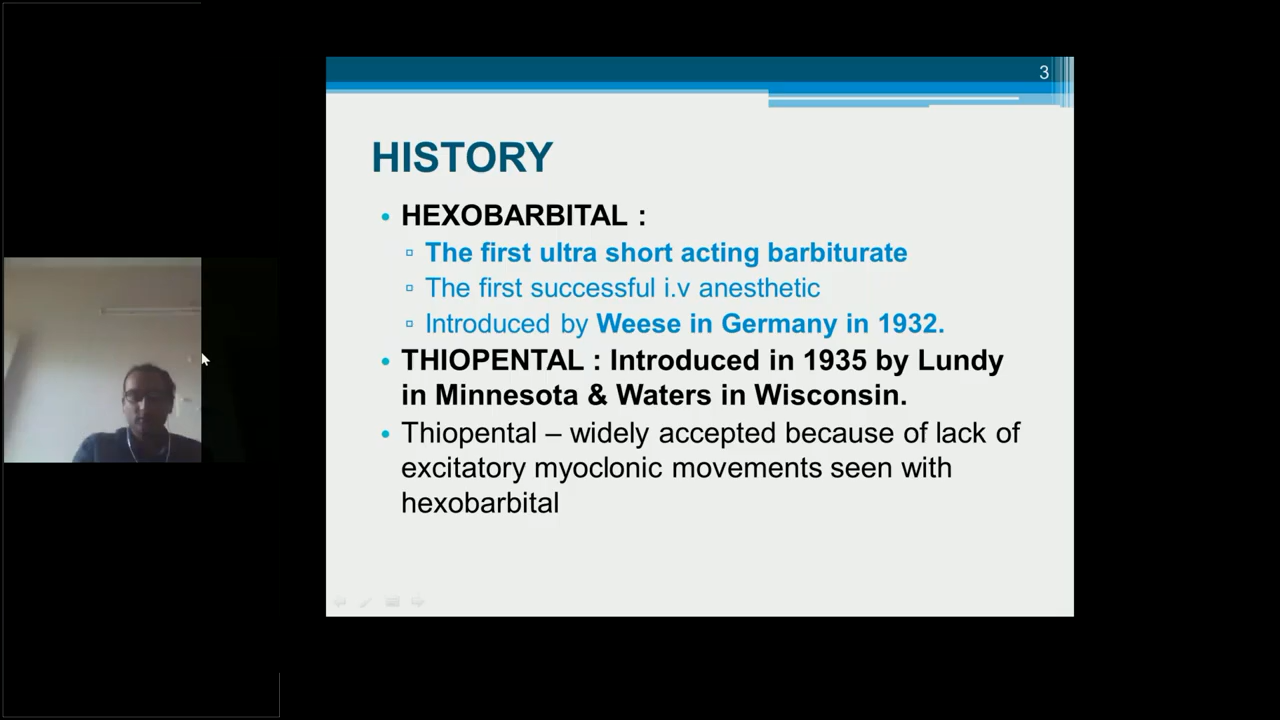 3
HISTORY
• HEXOBARBITAL :
▫ The first ultra short acting barbiturate
▫ The first successful i.v anesthetic
▫ Introduced by Weese in Germany in 1932.
• THIOPENTAL : Introduced in 1935 by Lundy
in Minnesota & Waters in Wisconsin.
• Thiopental – widely accepted because of lack of
excitatory myoclonic movements seen with
hexobarbital